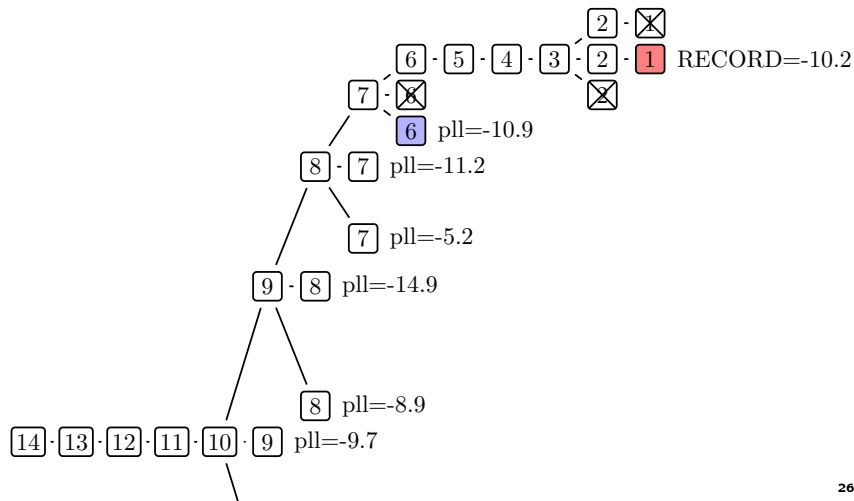 2 1
6 5 4 3 2 1 RECORD=-10.2
7 6 2
6 pll=-10.9
8 7 pll=-11.2
7 pll=-5.2
9 8 pll=-14.9
8 pll=-8.9
14 13 12 11 10 9 pll=-9.7
26